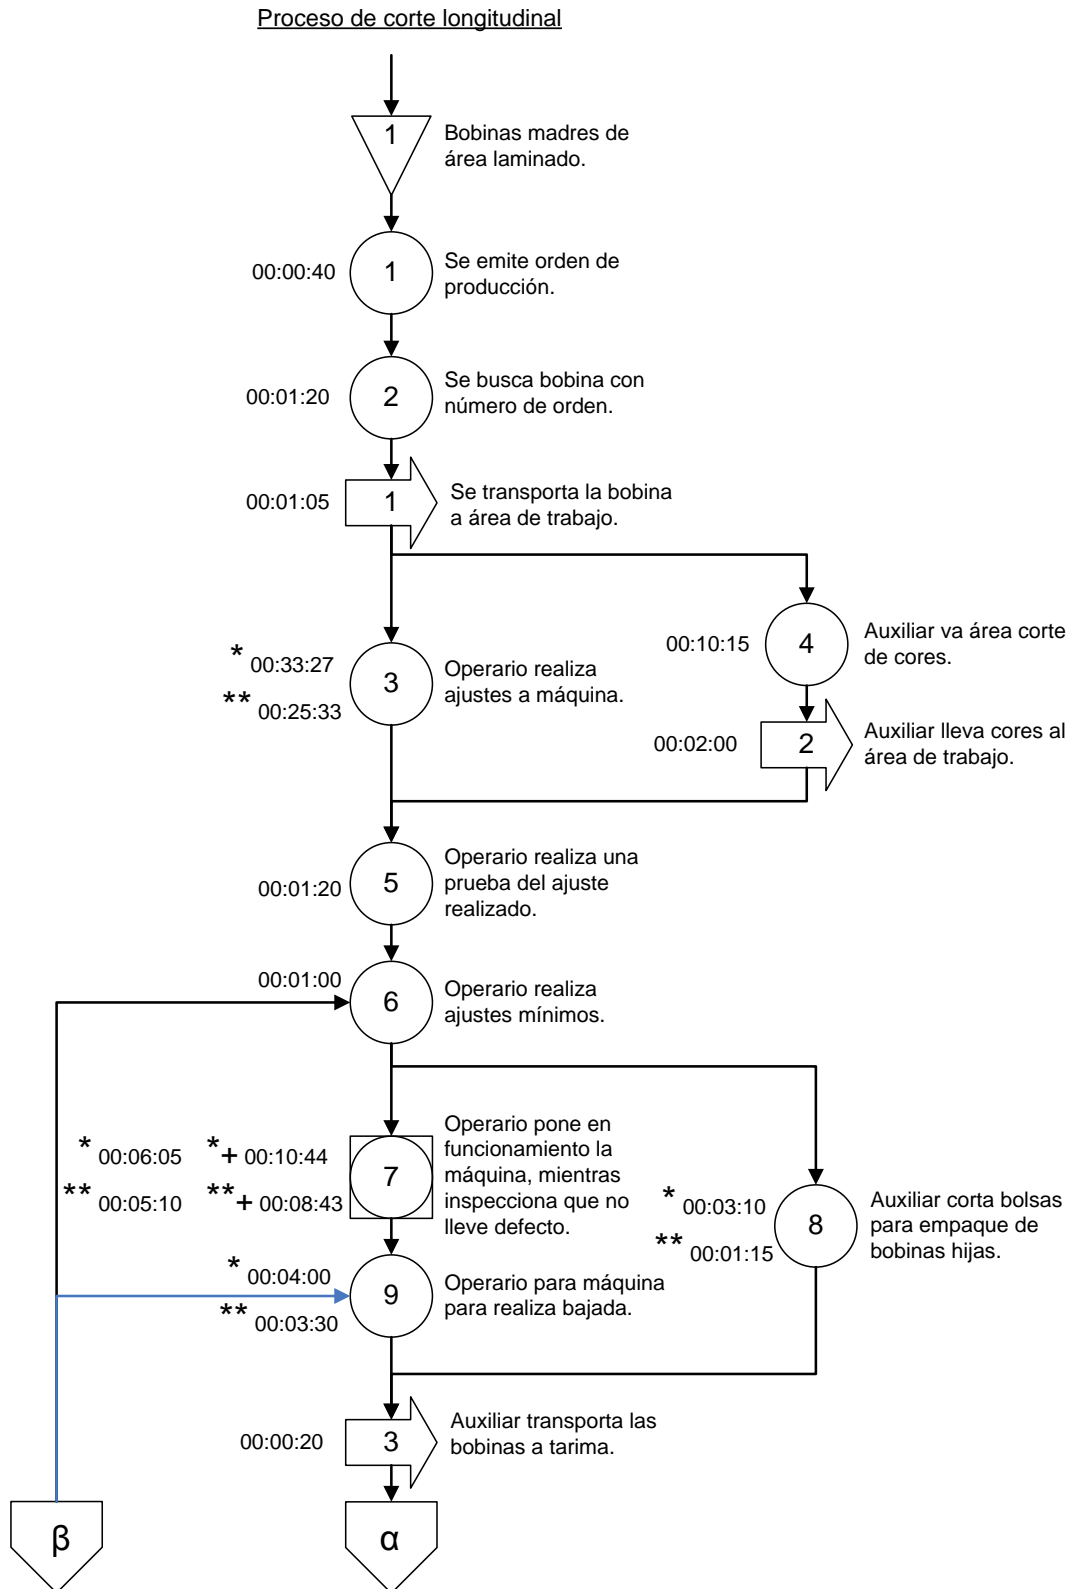 Proceso de corte longitudinal
1
Bobinas madres de
área laminado.
00:00:40
1
Se emite orden de
producción.
00:01:20
2
Se busca bobina con
número de orden.
00:01:05
1
Se transporta la bobina
a área de trabajo.
* 00:33:27
** 00:25:33
3
Operario realiza
ajustes a máquina.
00:10:15
4
Auxiliar va área corte
de cores.
00:02:00
2
Auxiliar lleva cores al
área de trabajo.
00:01:20
5
Operario realiza una
prueba del ajuste
realizado.
00:01:00
6
Operario realiza
ajustes mínimos.
* 00:06:05 *+ 00:10:44
** 00:05:10 **+ 00:08:43
7
Operario pone en
funcionamiento la
máquina, mientras
inspecciona que no
lleve defecto.
* 00:03:10
** 00:01:15
8
Auxiliar corta bolsas
para empaque de
bobinas hijas.
* 00:04:00
** 00:03:30
9
Operario para máquina
para realiza bajada.
00:00:20
3
Auxiliar transporta las
bobinas a tarima.
β
α